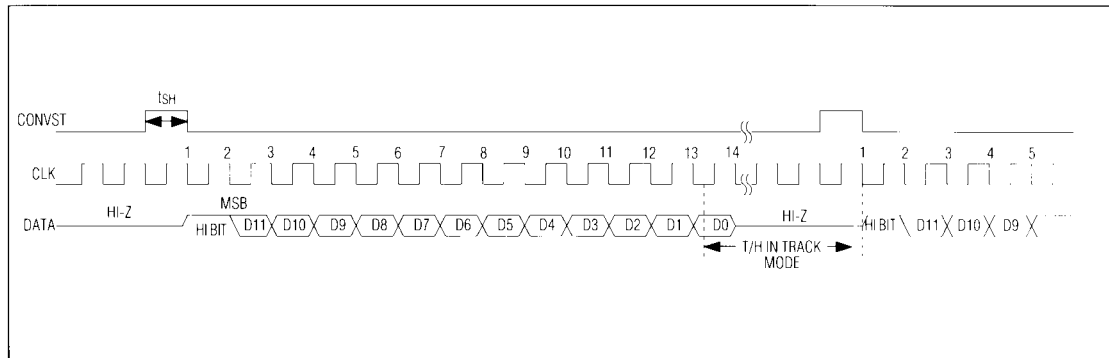 tSH
CONVST
1 2 3 4 5 6 7 8 9 10 11 12 13 14 1 2 3 4 5
CLK
MSB
HI-Z
HI-Z
DATA
HI BIT D11 D10 D9 D8 D7 D6 D5 D4 D3 D2 D1 D0 HI BIT D11 D10 D9
T/H IN TRACK
MODE